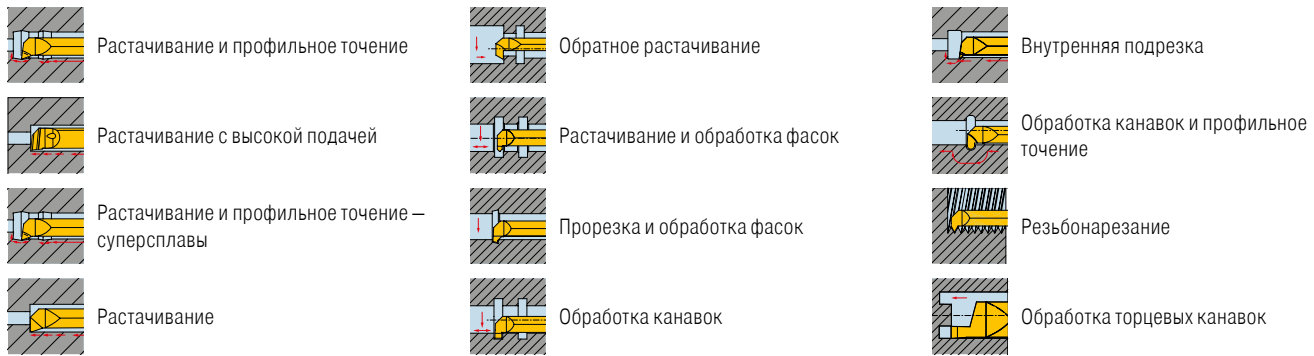 Растачивание и профильное точение
Растачивание с высокой подачей
Растачивание и профильное точение –
суперсплавы
Растачивание
Обратное растачивание
Растачивание и обработка фасок
Прорезка и обработка фасок
Обработка канавок
Внутренняя подрезка
Обработка канавок и профильное
точение
Резьбонарезание
Обработка торцевых канавок